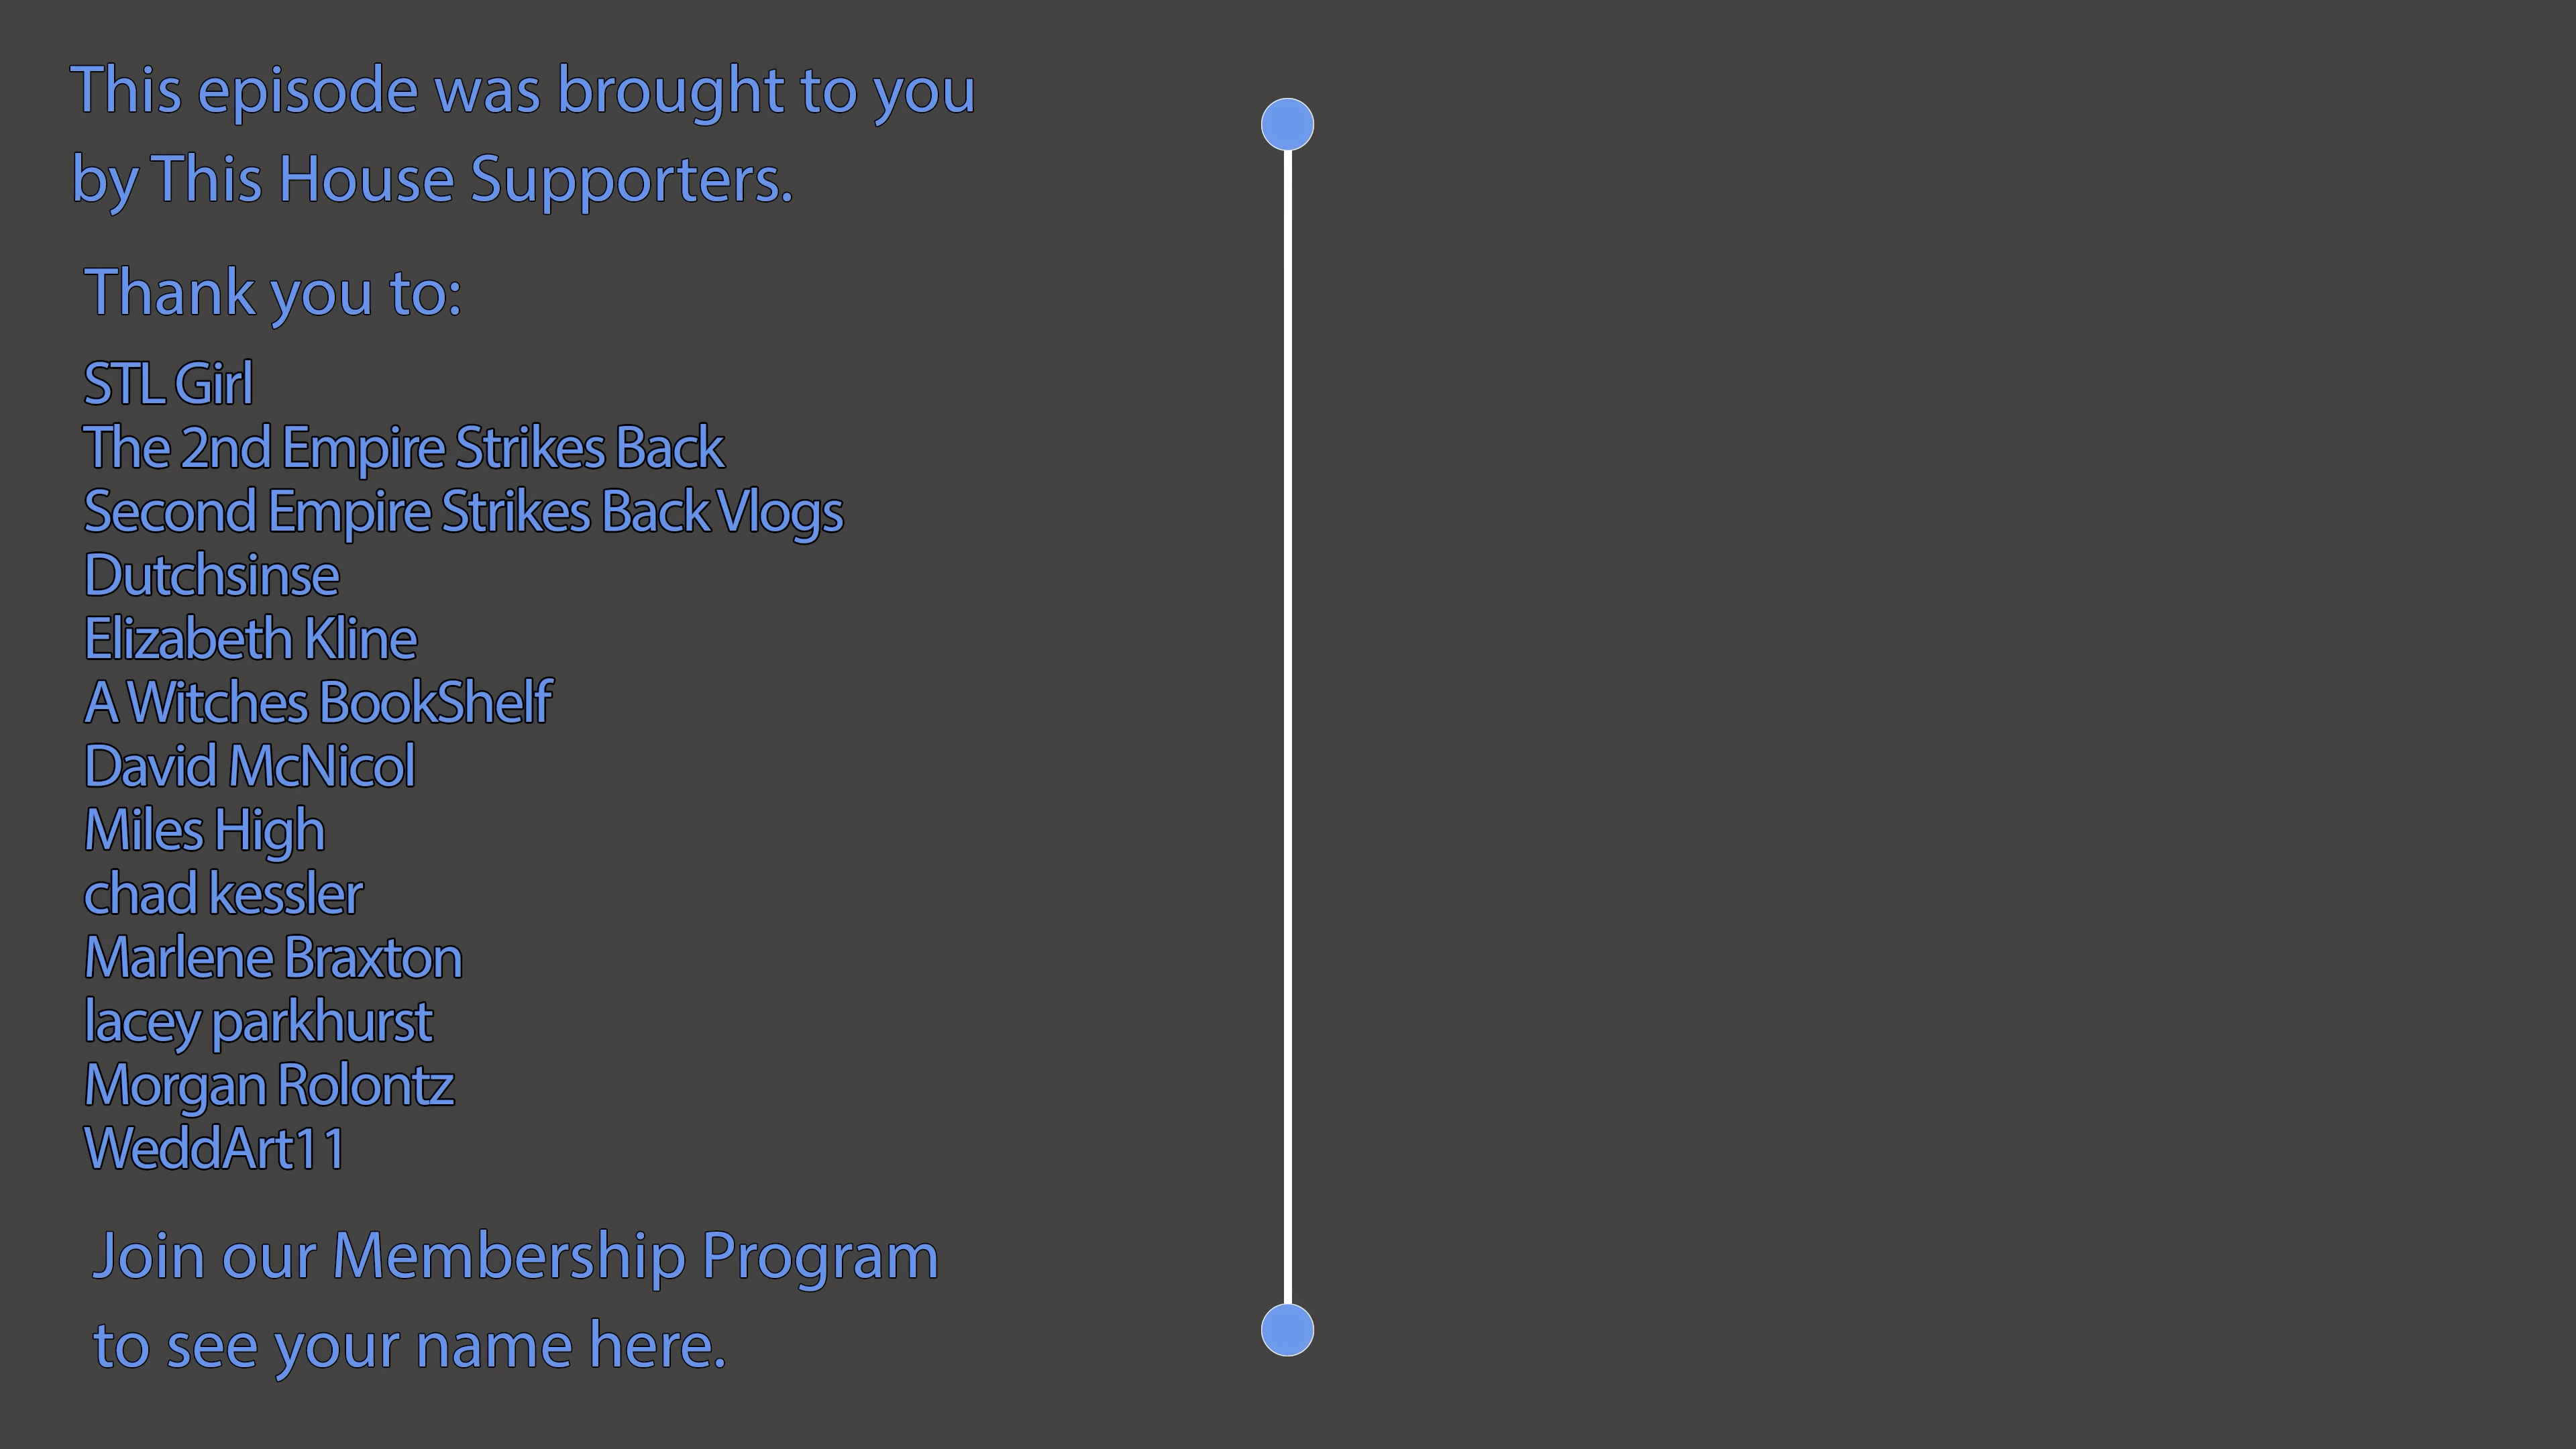 This episode was brought to you
by This House Supporters.
Thank you to:
STL Girl
The 2nd Empire Strikes Back
Second Empire Strikes Back Vlogs
Dutchsinse
Elizabeth Kline
A Witches BookShelf
David McNicol
Miles High
chad kessler
Marlene Braxton
lacey parkhurst
Morgan Rolontz
WeddArt11
Join our Membership Program
to see your name here.